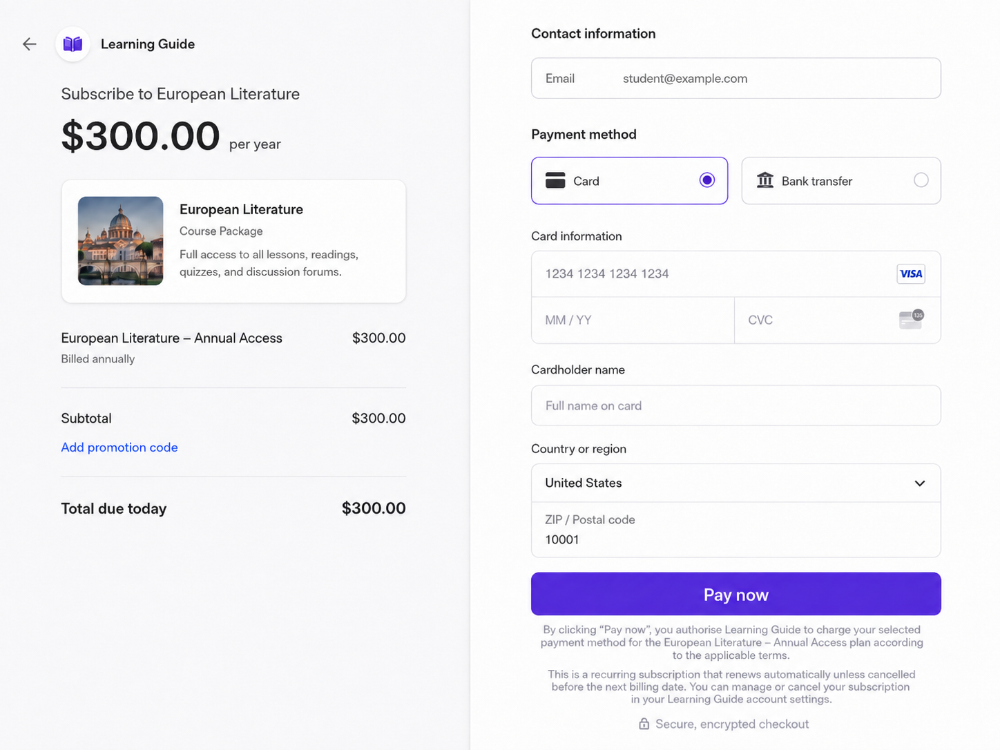 Learning Guide
Subscribe to European Literature
$300.00 per year
European Literature
Course Package
Full access to all lessons, readings,
quizzes, and discussion forums.
European Literature – Annual Access $300.00
Billed annually
Subtotal $300.00
Add promotion code
Total due today $300.00
Contact information
Email student@example.com
Payment method
Card Bank transfer
Card information
1234 1234 1234 1234 VISA
MM / YY CVC 135
Cardholder name
Full name on card
Country or region
United States
ZIP / Postal code
10001
Pay now
By clicking “Pay now”, you authorise Learning Guide to charge your selected
payment method for the European Literature – Annual Access plan according
to the applicable terms.
This is a recurring subscription that renews automatically unless cancelled
before the next billing date. You can manage or cancel your subscription
in your Learning Guide account settings.
Secure, encrypted checkout